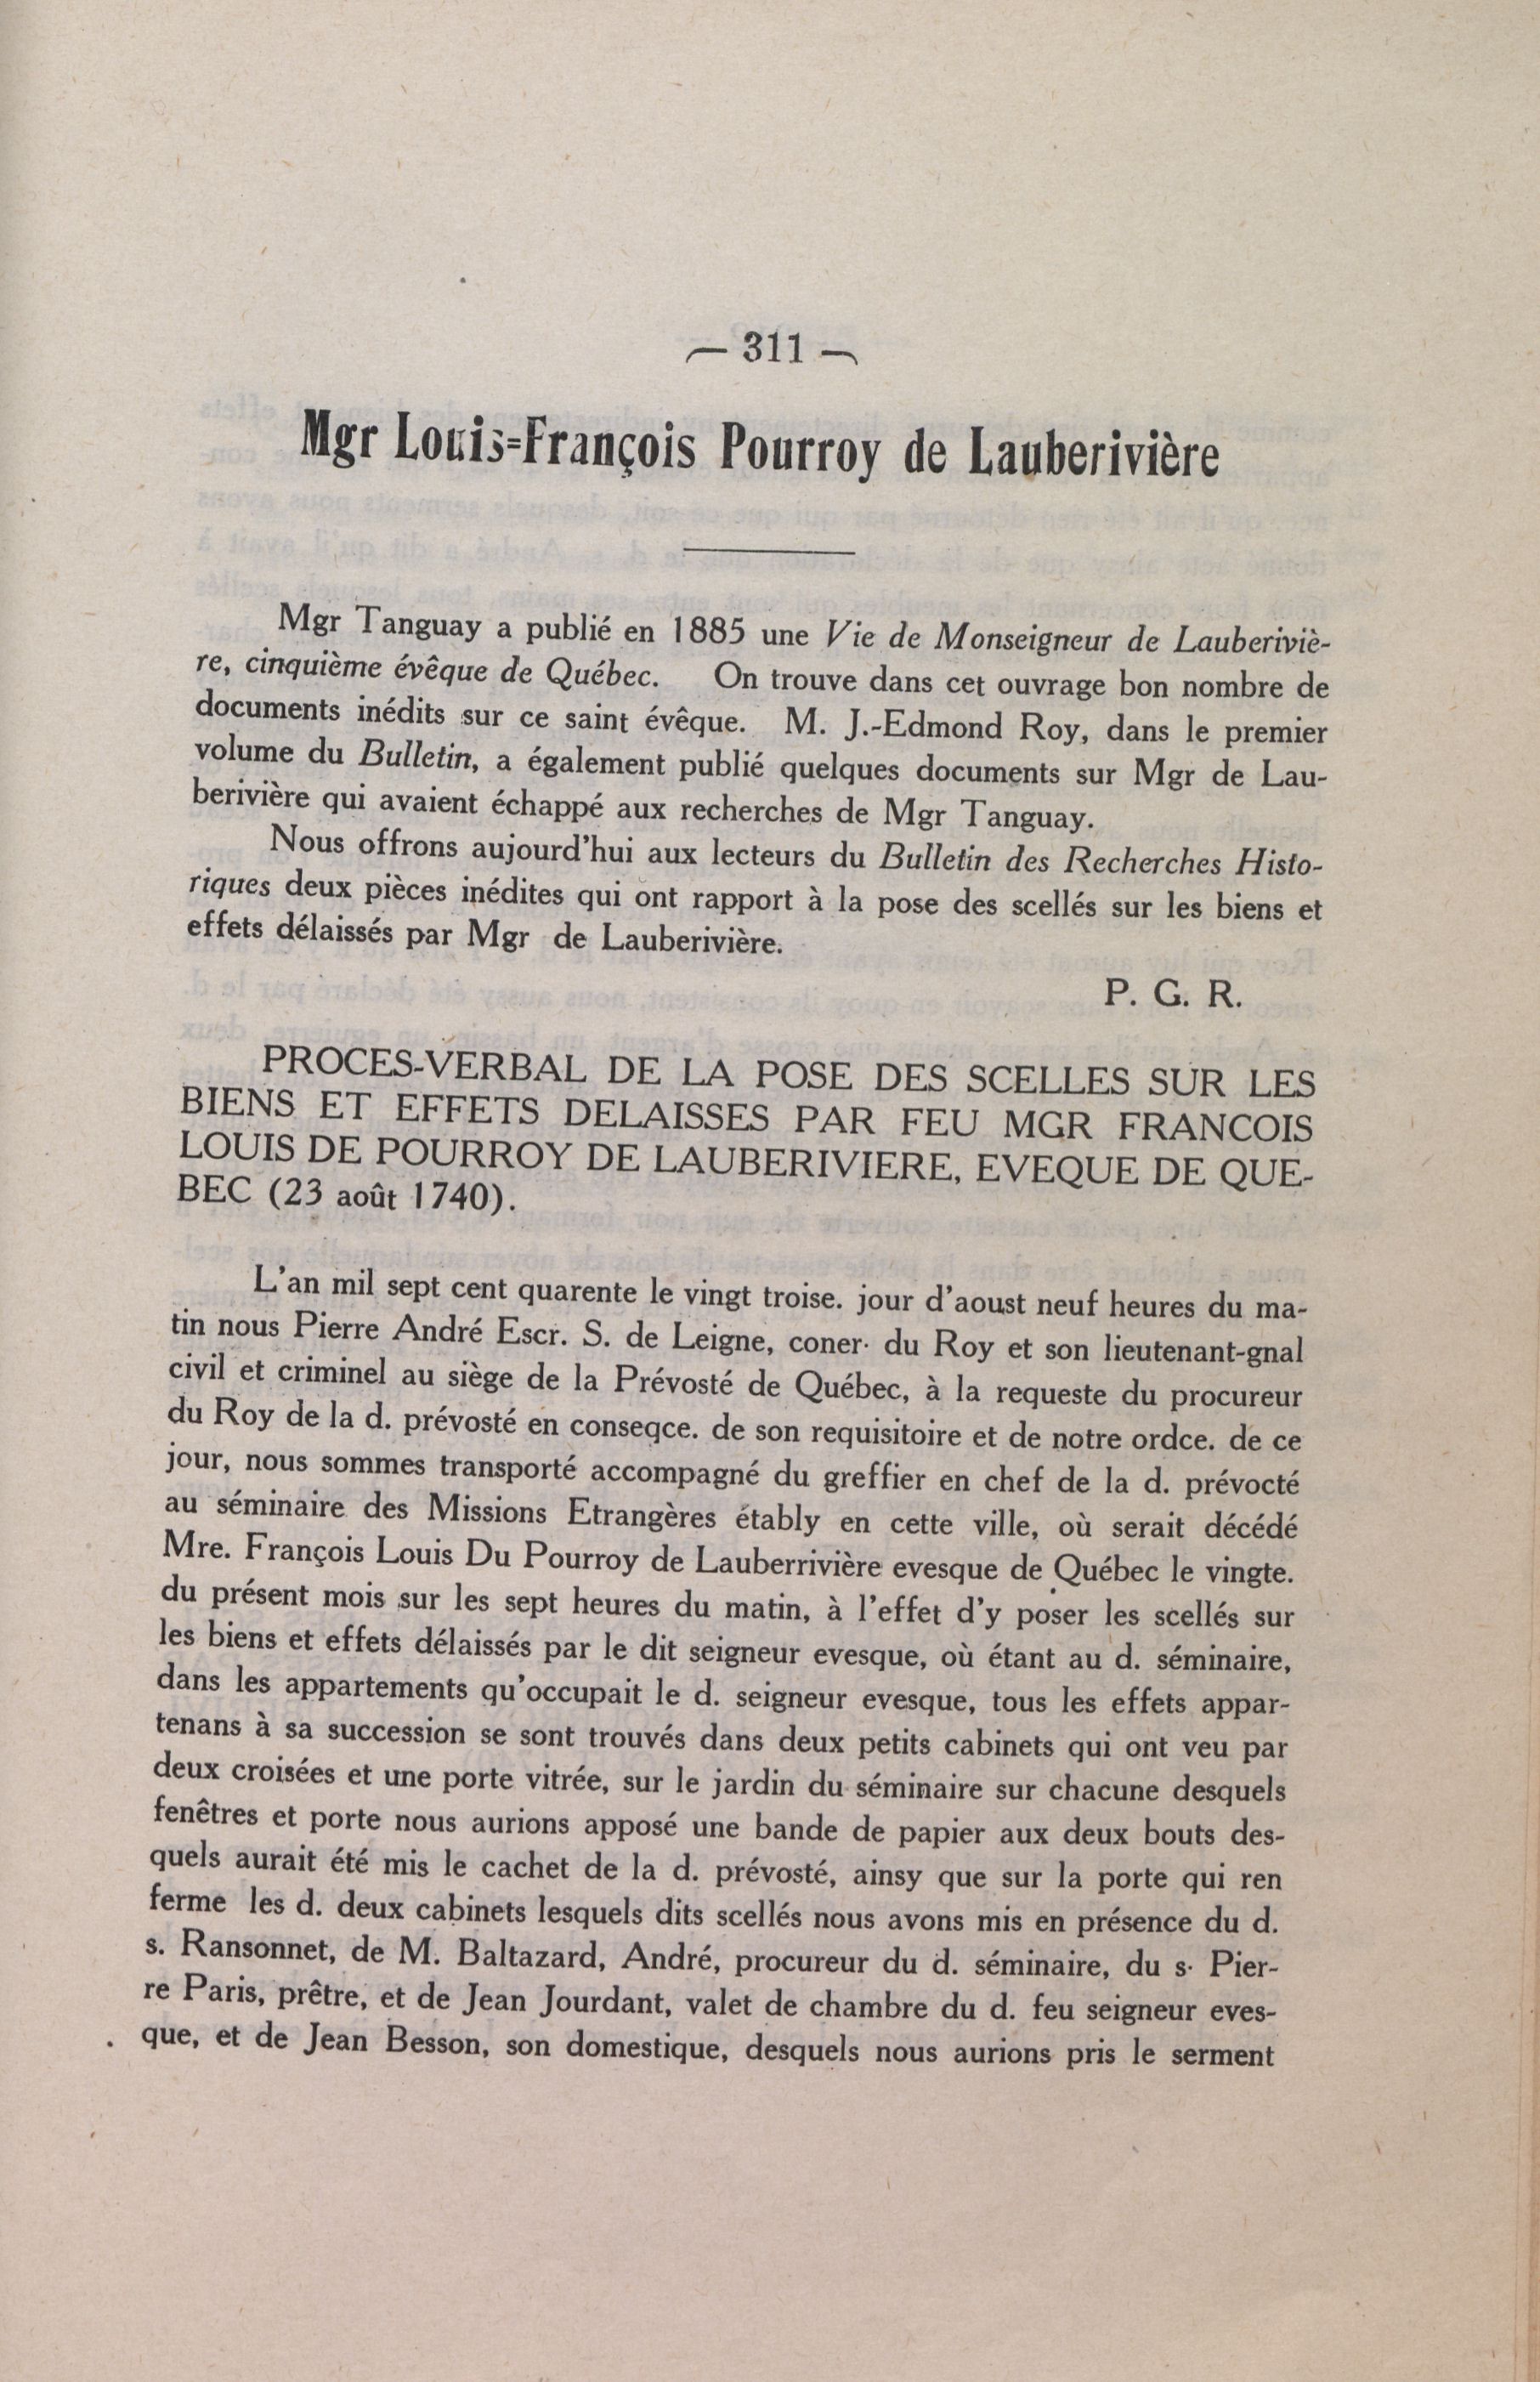 — 311 —
Mgr Louis-François Pourroy de Lauberivière
Mgr Tanguay a publié en 1885 une Vie de Monseigneur de Lauberiviè-
re, cinquième évêque de Québec. On trouve dans cet ouvrage bon nombre de
documents inédits sur ce saint évêque. M. J.-Edmond Roy, dans le premier
volume du Bulletin, a également publié quelques documents sur Mgr de Lau-
berivière qui avaient échappé aux recherches de Mgr Tanguay.
Nous offrons aujourd'hui aux lecteurs du Bulletin des Recherches Histo-
riques deux pièces inédites qui ont rapport à la pose des scellés sur les biens et
effets délaissés par Mgr de Lauberivière.
P. G. R.
PROCES-VERBAL DE LA POSE DES SCELLES SUR LES
BIENS ET EFFETS DELAISSES PAR FEU MGR FRANCOIS
LOUIS DE POURROY DE LAUBERIVIERE, EVEQUE DE QUE-
BEC (23 août 1740).
L'an mil sept cent quarente le vingt troise. jour d'aoust neuf heures du ma-
tin nous Pierre André Escr. S. de Leigne, coner. du Roy et son lieutenant-gnal
civil et criminel au siège de la Prévosté de Québec, à la requeste du procureur
du Roy de la d. prévosté en conseqce. de son requisitoire et de notre ordce. de ce
jour, nous sommes transporté accompagné du greffier en chef de la d. prévocté
au séminaire des Missions Etrangères étably en cette ville, où serait décédé
Mre. François Louis Du Pourroy de Lauberrivière evesque de Québec le vingte.
du présent mois sur les sept heures du matin, à l'effet d'y poser les scellés sur
les biens et effets délaissés par le dit seigneur evesque, où étant au d. séminaire,
dans les appartements qu'occupait le d. seigneur evesque, tous les effets appar-
tenans à sa succession se sont trouvés dans deux petits cabinets qui ont veu par
deux croisées et une porte vitrée, sur le jardin du séminaire sur chacune desquels
fenêtres et porte nous aurions apposé une bande de papier aux deux bouts des-
quels aurait été mis le cachet de la d. prévosté, ainsy que sur la porte qui ren
ferme les d. deux cabinets lesquels dits scellés nous avons mis en présence du d.
s. Ransonnet, de M. Baltazard, André, procureur du d. séminaire, du s. Pier-
re Paris, prêtre, et de Jean Jourdant, valet de chambre du d. feu seigneur eves-
que, et de Jean Besson, son domestique, desquels nous aurions pris le serment